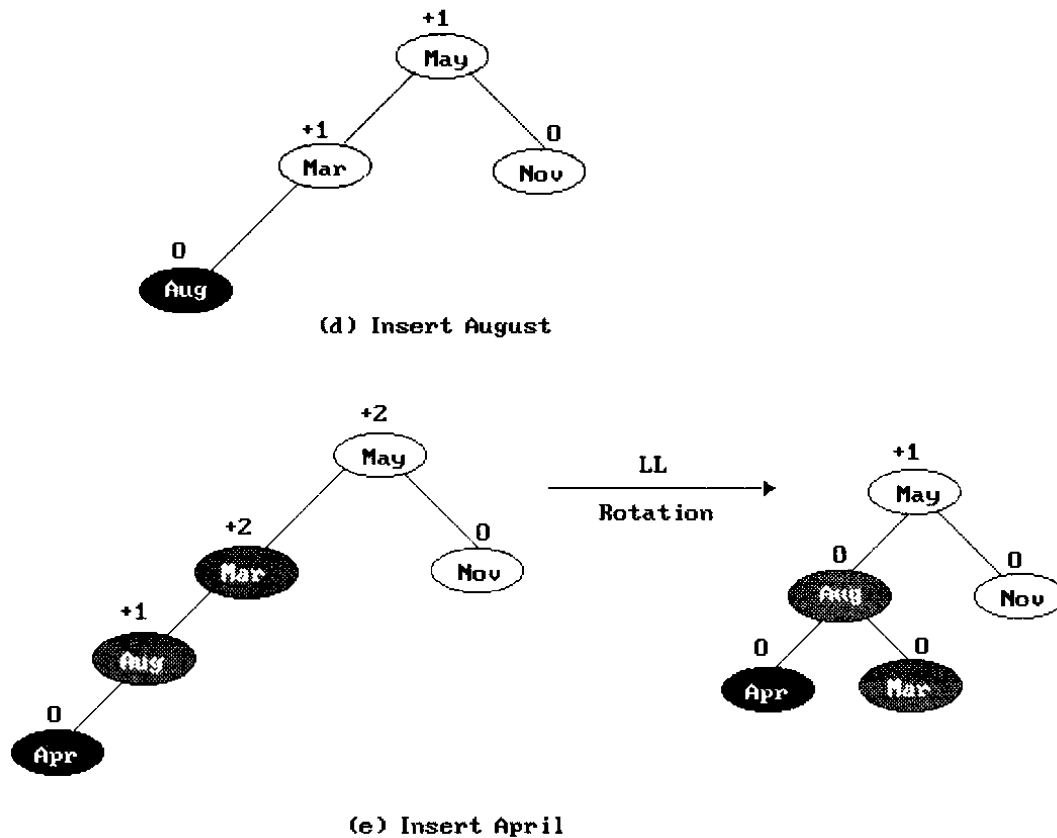 +1
May
+1
Mar
0
Nov
0
Aug
(d) Insert August
+2
May
+2
Mar
0
Nov
+1
Aug
0
Apr
LL
Rotation
+1
May
0
Aug
0
Nov
0
Apr
0
Mar
(e) Insert April